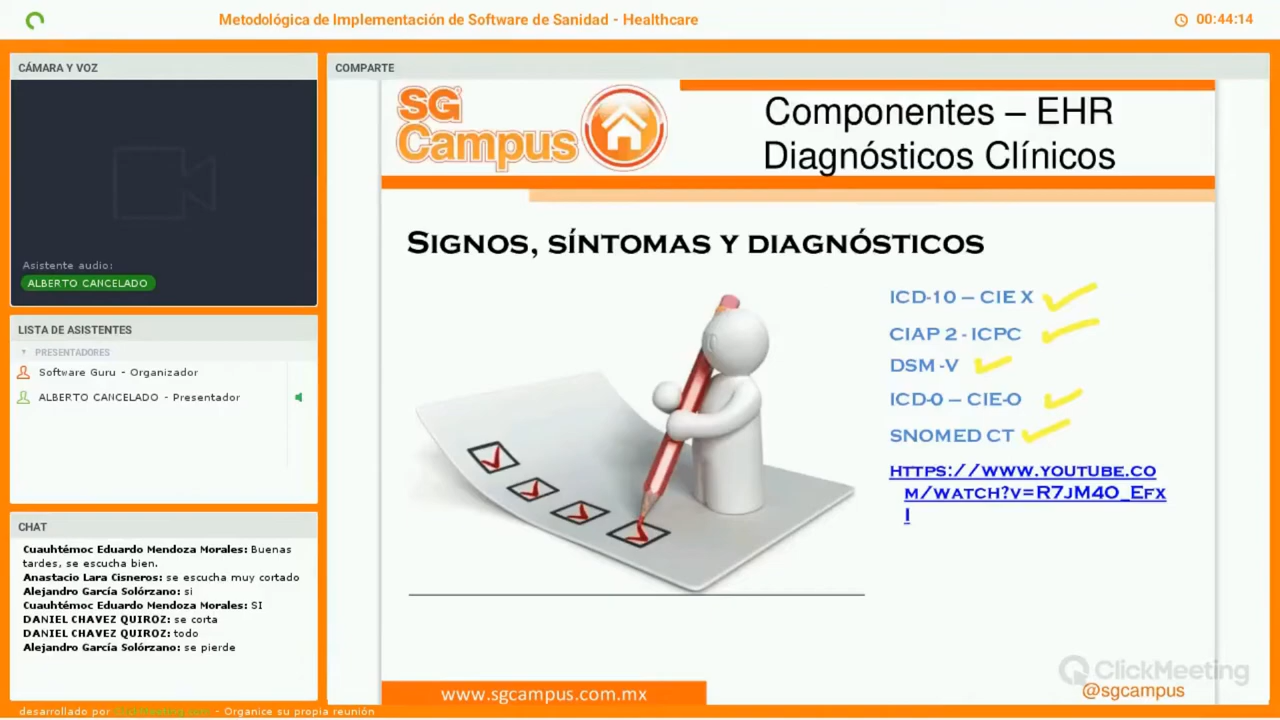 Metodológica de Implementación de Software de Sanidad - Healthcare
00:44:14
CÁMARA Y VOZ
Asistente audio:
ALBERTO CANCELADO
LISTA DE ASISTENTES
PRESENTADORES
Software Guru - Organizador
ALBERTO CANCELADO - Presentador
CHAT
Cuauhtémoc Eduardo Mendoza Morales: Buenas
tardes, se escucha bien.
Anastacio Lara Cisneros: se escucha muy cortado
Alejandro García Solórzano: si
Cuauhtémoc Eduardo Mendoza Morales: SI
DANIEL CHAVEZ QUIROZ: se corta
DANIEL CHAVEZ QUIROZ: todo
Alejandro García Solórzano: se pierde
desarrollado por ClickMeeting.com - Organice su propia reunión
COMPARTE
SG
Campus
Componentes – EHR
Diagnósticos Clínicos
SIGNOS, SÍNTOMAS Y DIAGNÓSTICOS
ICD-10 – CIE X
CIAP 2 - ICPC
DSM -V
ICD-O – CIE-O
SNOMED CT
HTTPS://WWW.YOUTUBE.CO
M/WATCH?V=R7JM4O_EFX
I
www.sgcampus.com.mx
ClickMeeting
@sgcampus